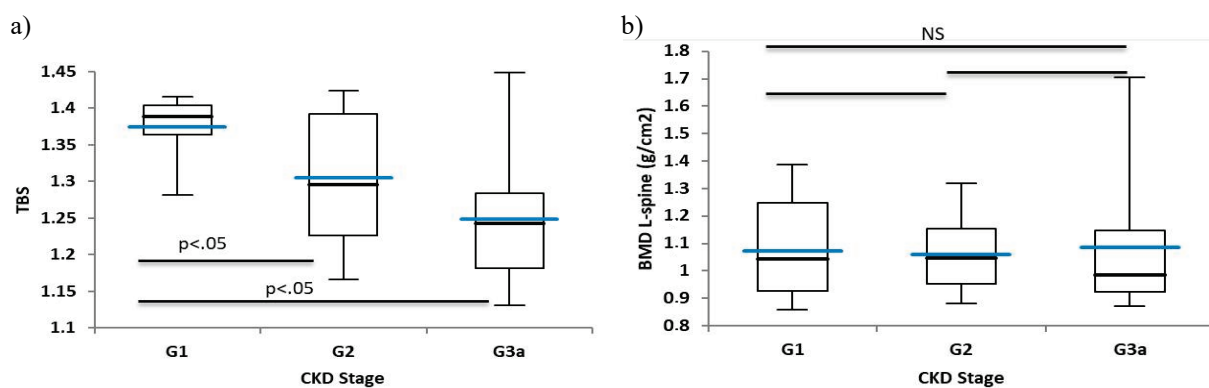 a)
1.45
1.4
1.35
1.3
1.25
1.2
1.15
1.1
TBS
p<.05
p<.05
G1 G2 G3a
CKD Stage
b)
NS
1.8
1.7
1.6
1.5
1.4
1.3
1.2
1.1
1
0.9
0.8
BMD L-spine (g/cm2)
G1 G2 G3a
CKD Stage